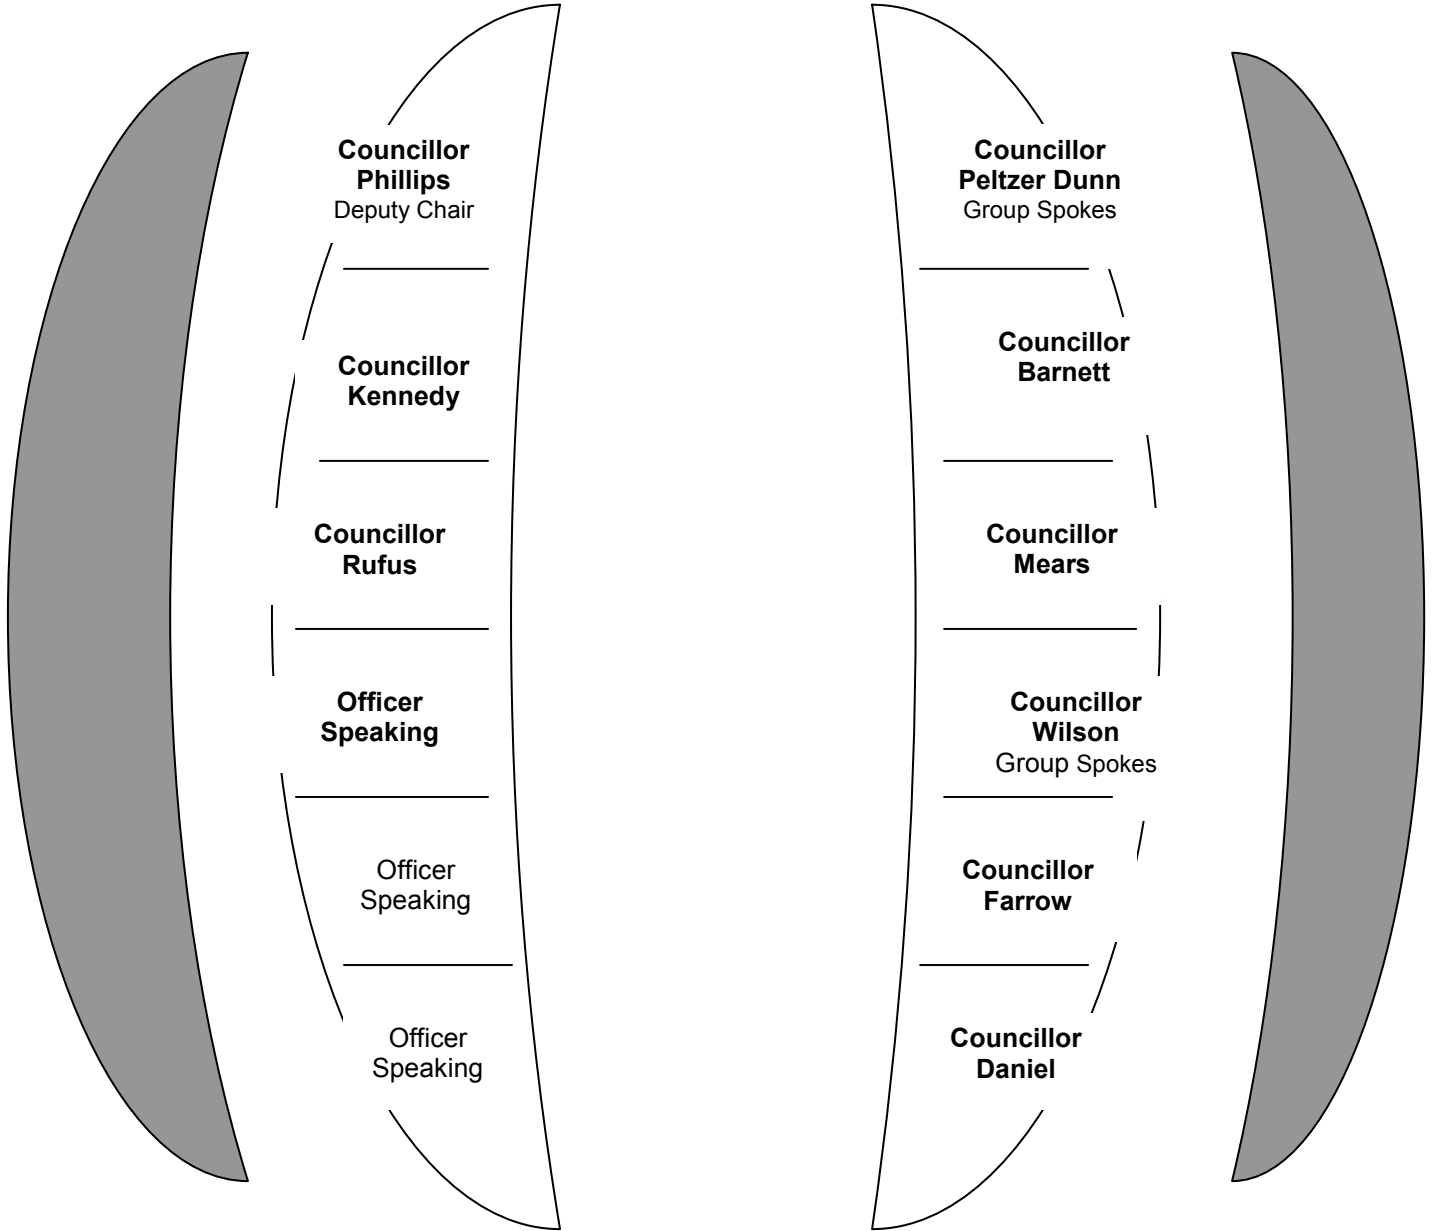 Councillor
Phillips
Deputy Chair
Councillor
Kennedy
Councillor
Rufus
Officer
Speaking
Officer
Speaking
Officer
Speaking
Councillor
Peltzer Dunn
Group Spokes
Councillor
Barnett
Councillor
Mears
Councillor
Wilson
Group Spokes
Councillor
Farrow
Councillor
Daniel